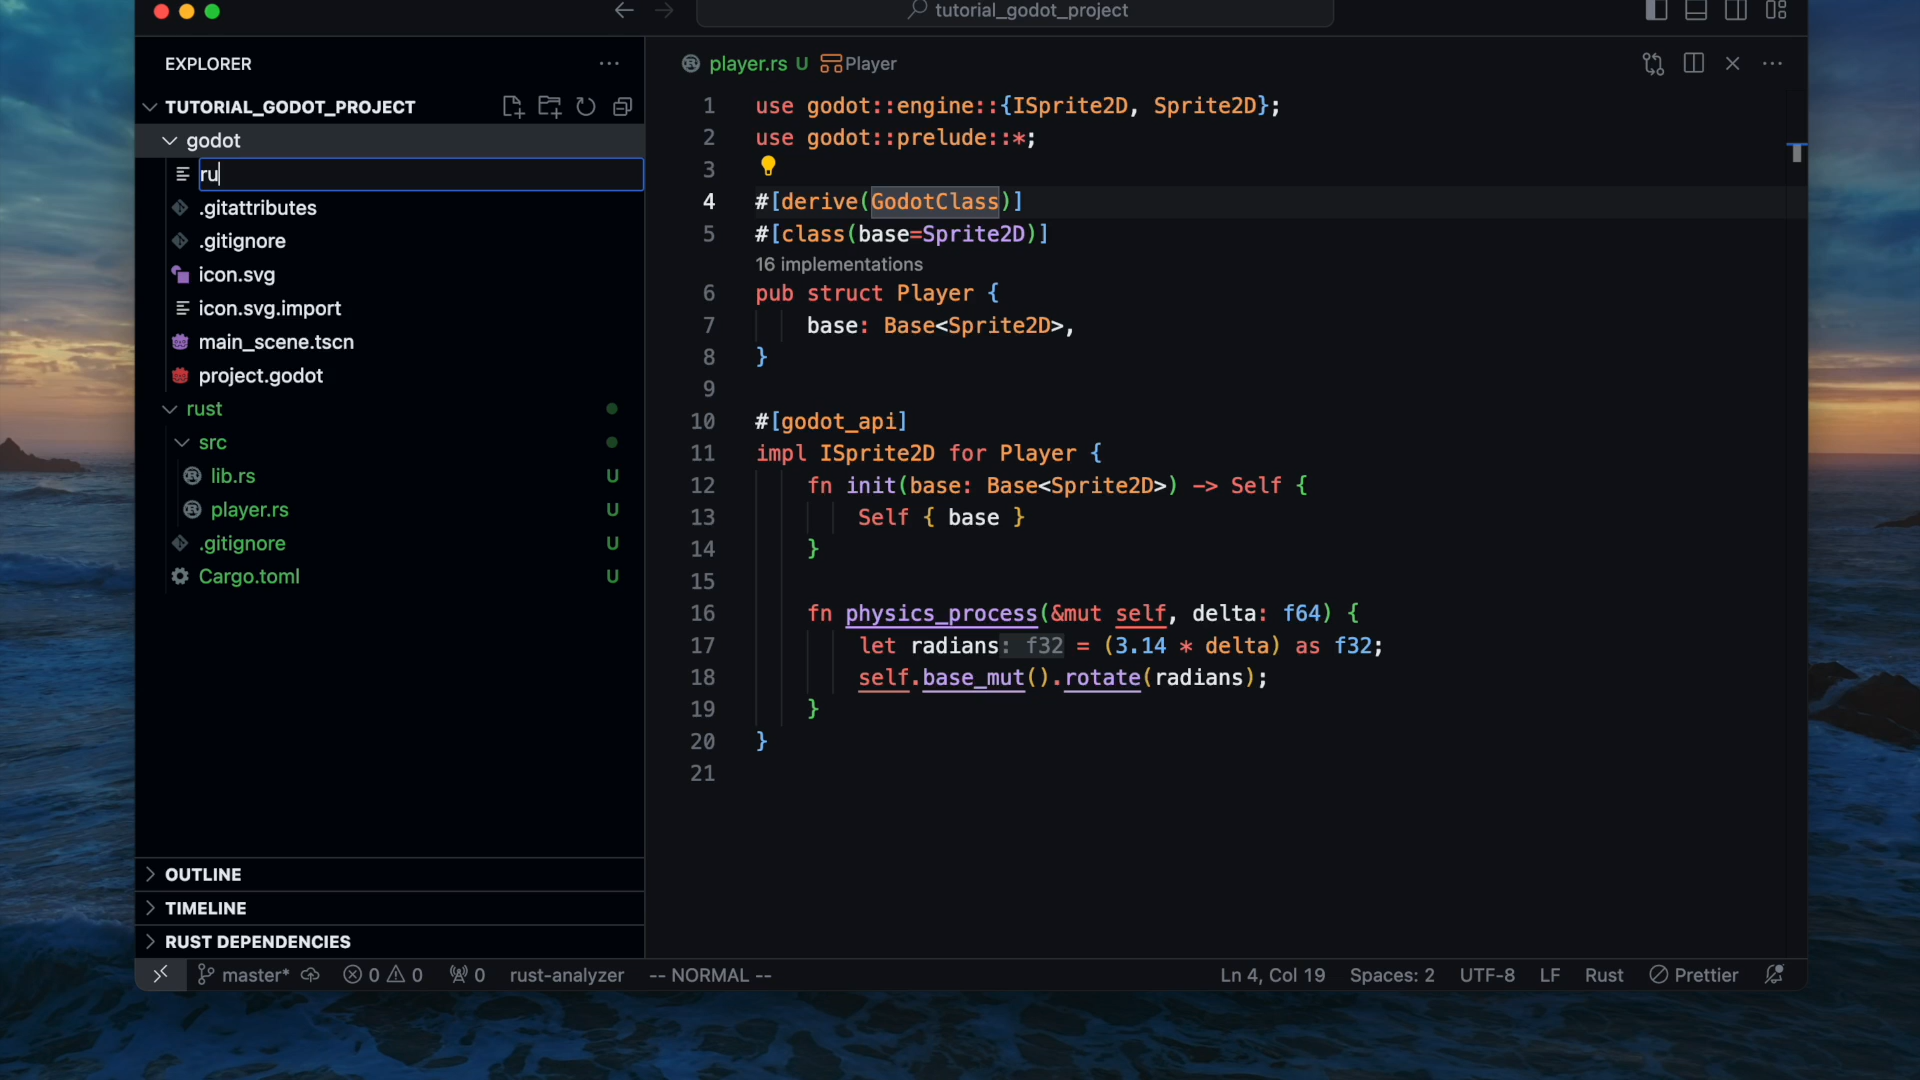 tutorial_godot_project
EXPLORER
TUTORIAL_GODOT_PROJECT
godot
ru
.gitattributes
.gitignore
icon.svg
icon.svg.import
main_scene.tscn
project.godot
rust
src
lib.rs U
player.rs U
.gitignore U
Cargo.toml U
OUTLINE
TIMELINE
RUST DEPENDENCIES
player.rs U Player
1 use godot::engine::{ISprite2D, Sprite2D};
2 use godot::prelude::*;
3
4 #[derive(GodotClass)]
5 #[class(base=Sprite2D)]
16 implementations
6 pub struct Player {
7 base: Base<Sprite2D>,
8 }
9
10 #[godot_api]
11 impl ISprite2D for Player {
12 fn init(base: Base<Sprite2D>) -> Self {
13 Self { base }
14 }
15
16 fn physics_process(&mut self, delta: f64) {
17 let radians: f32 = (3.14 * delta) as f32;
18 self.base_mut().rotate(radians);
19 }
20 }
21
master* 0 0 0 rust-analyzer -- NORMAL -- Ln 4, Col 19 Spaces: 2 UTF-8 LF Rust Prettier